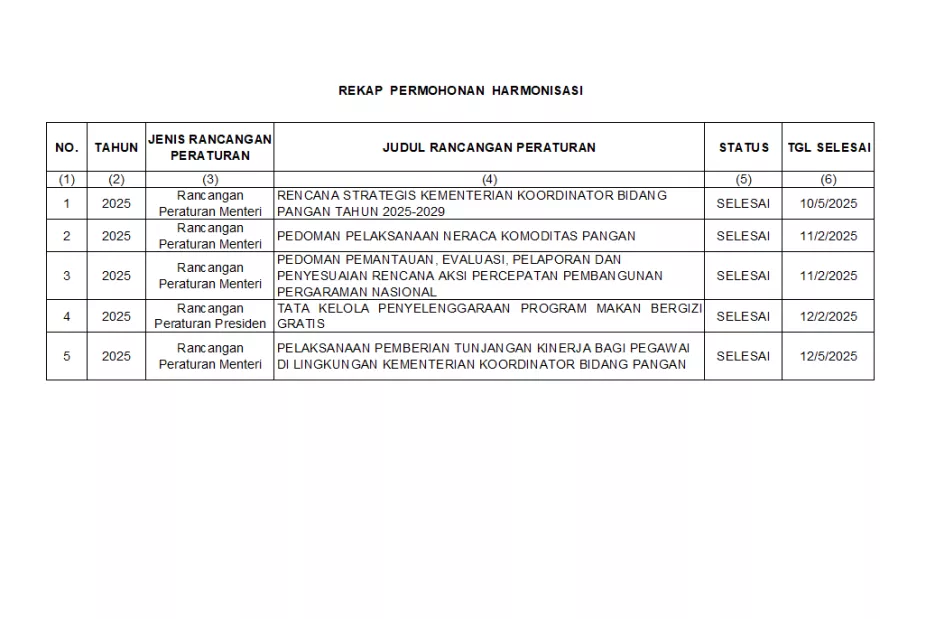 REKAP PERMOHONAN HARMONISASI
NO. TAHUN JENIS RANCANGAN PERATURAN JUDUL RANCANGAN PERATURAN STATUS TGL SELESAI
(1) (2) (3) (4) (5) (6)
1 2025 Rancangan Peraturan Menteri RENCANA STRATEGIS KEMENTERIAN KOORDINATOR BIDANG
PANGAN TAHUN 2025-2029 SELESAI 10/5/2025
2 2025 Rancangan Peraturan Menteri PEDOMAN PELAKSANAAN NERACA KOMODITAS PANGAN SELESAI 11/2/2025
3 2025 Rancangan Peraturan Menteri PEDOMAN PEMANTAUAN, EVALUASI, PELAPORAN DAN
PENYESUAIAN RENCANA AKSI PERCEPATAN PEMBANGUNAN
PERGARAMAN NASIONAL SELESAI 11/2/2025
4 2025 Rancangan Peraturan Presiden TATA KELOLA PENYELENGGARAAN PROGRAM MAKAN BERGIZI
GRATIS SELESAI 12/2/2025
5 2025 Rancangan Peraturan Menteri PELAKSANAAN PEMBERIAN TUNJANGAN KINERJA BAGI PEGAWAI
DI LINGKUNGAN KEMENTERIAN KOORDINATOR BIDANG PANGAN SELESAI 12/5/2025